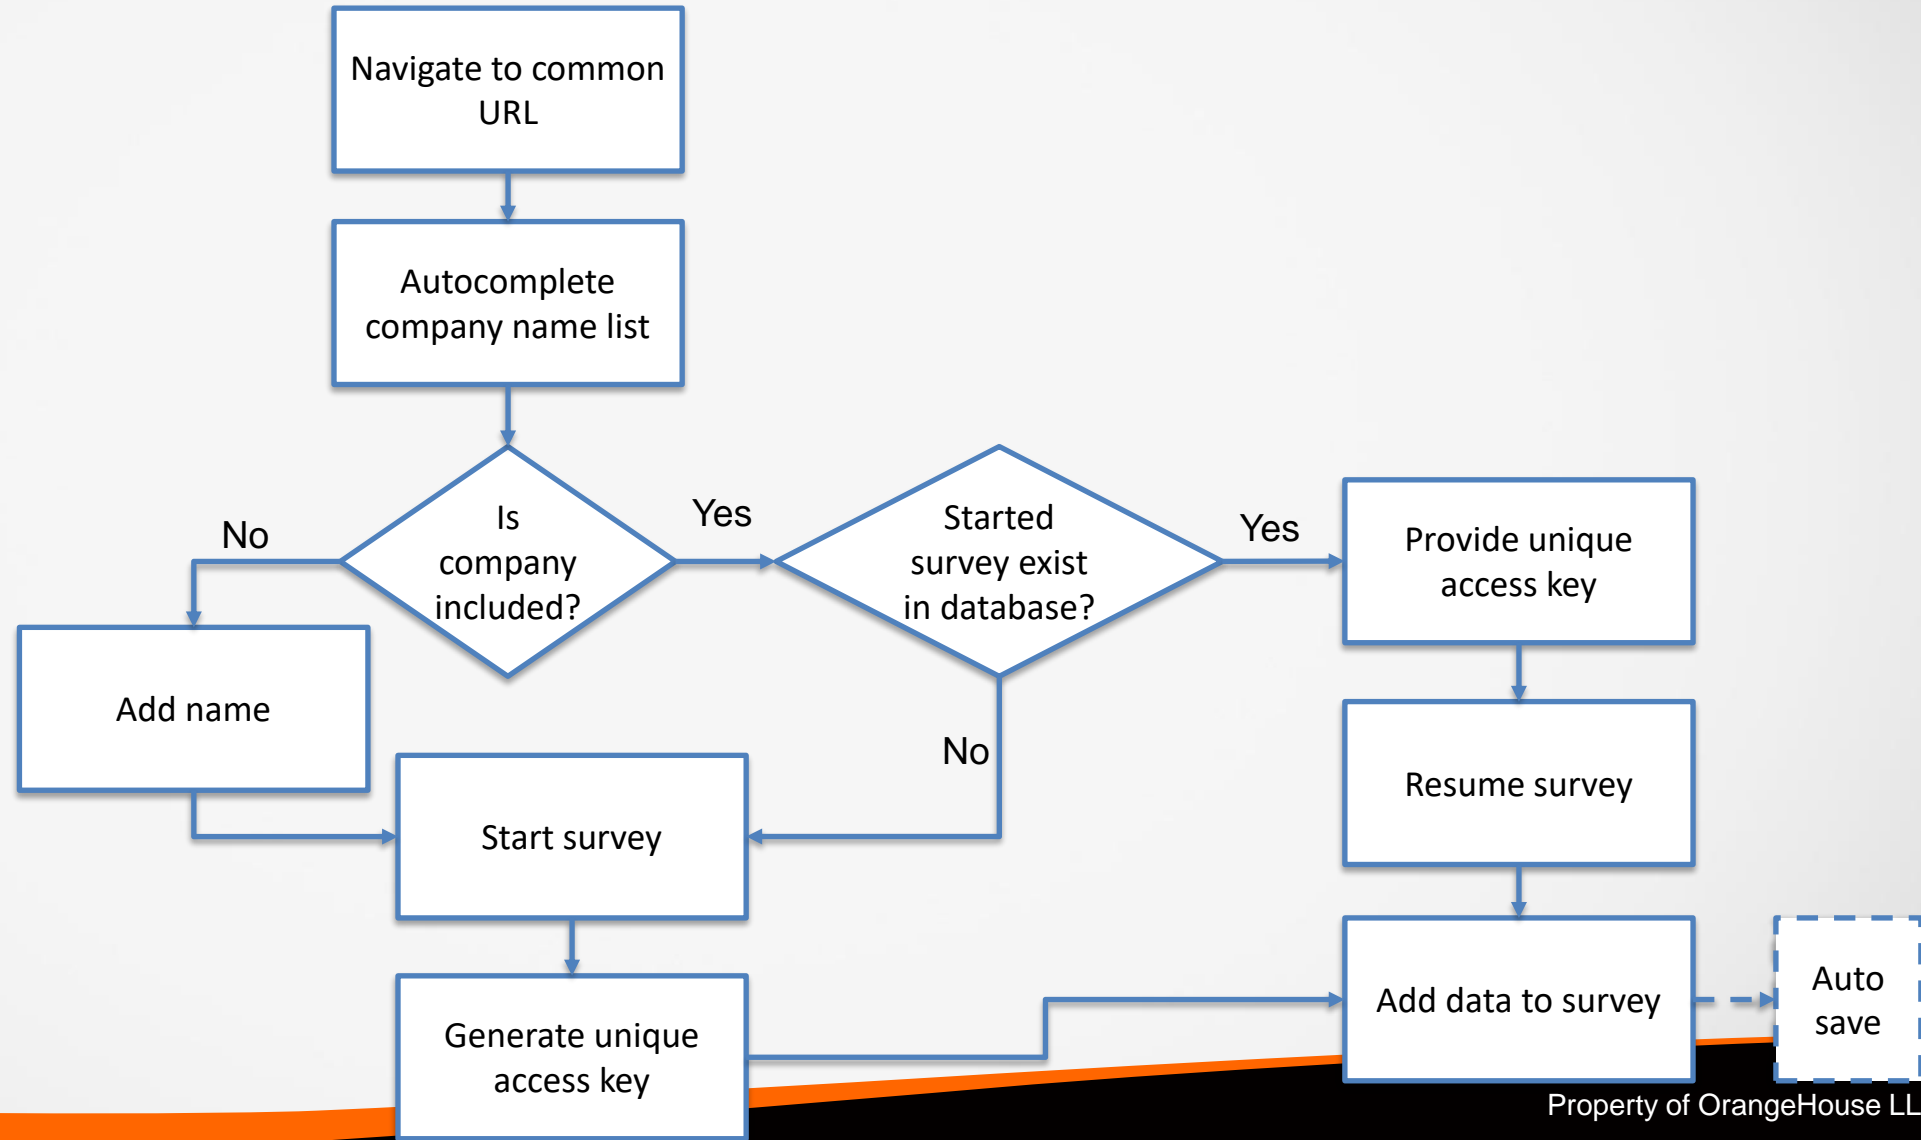 Navigate to common
URL
Autocomplete
company name list
Is
company
included?
No
Yes
Started
survey exist
in database?
Yes
No
Provide unique
access key
Add name
Resume survey
Start survey
Add data to survey
Auto
save
Generate unique
access key
Property of OrangeHouse LL